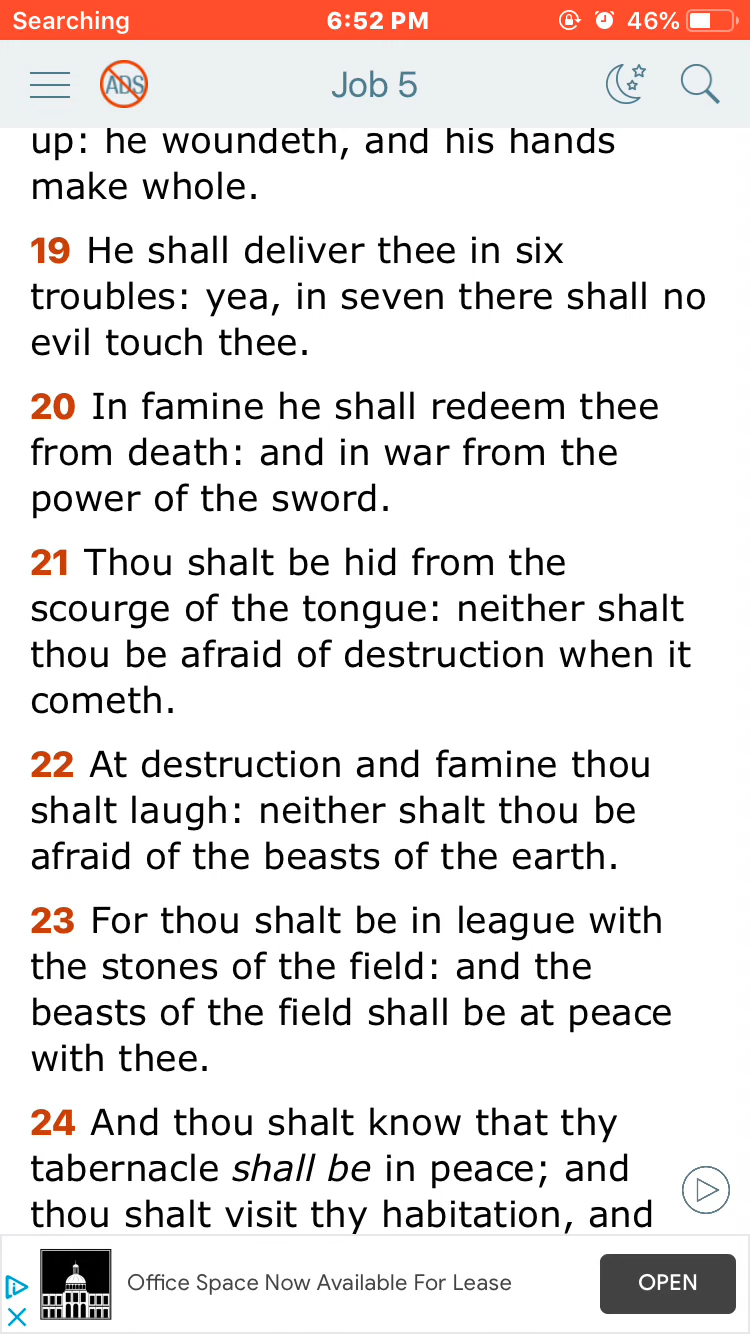 Searching 6:52 PM 46%
ADS Job 5
up: he woundeth, and his hands
make whole.
19 He shall deliver thee in six
troubles: yea, in seven there shall no
evil touch thee.
20 In famine he shall redeem thee
from death: and in war from the
power of the sword.
21 Thou shalt be hid from the
scourge of the tongue: neither shalt
thou be afraid of destruction when it
cometh.
22 At destruction and famine thou
shalt laugh: neither shalt thou be
afraid of the beasts of the earth.
23 For thou shalt be in league with
the stones of the field: and the
beasts of the field shall be at peace
with thee.
24 And thou shalt know that thy
tabernacle shall be in peace; and
thou shalt visit thy habitation, and
Office Space Now Available For Lease OPEN